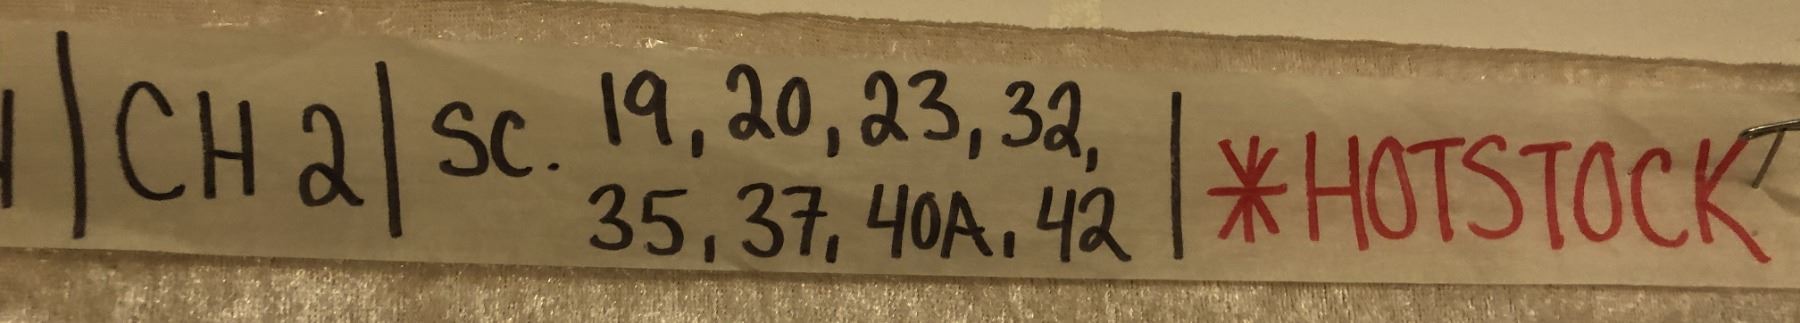 | CH 2 | SC. 19, 20, 23, 32, | *HOTSTOCK
35, 37, 40A, 42